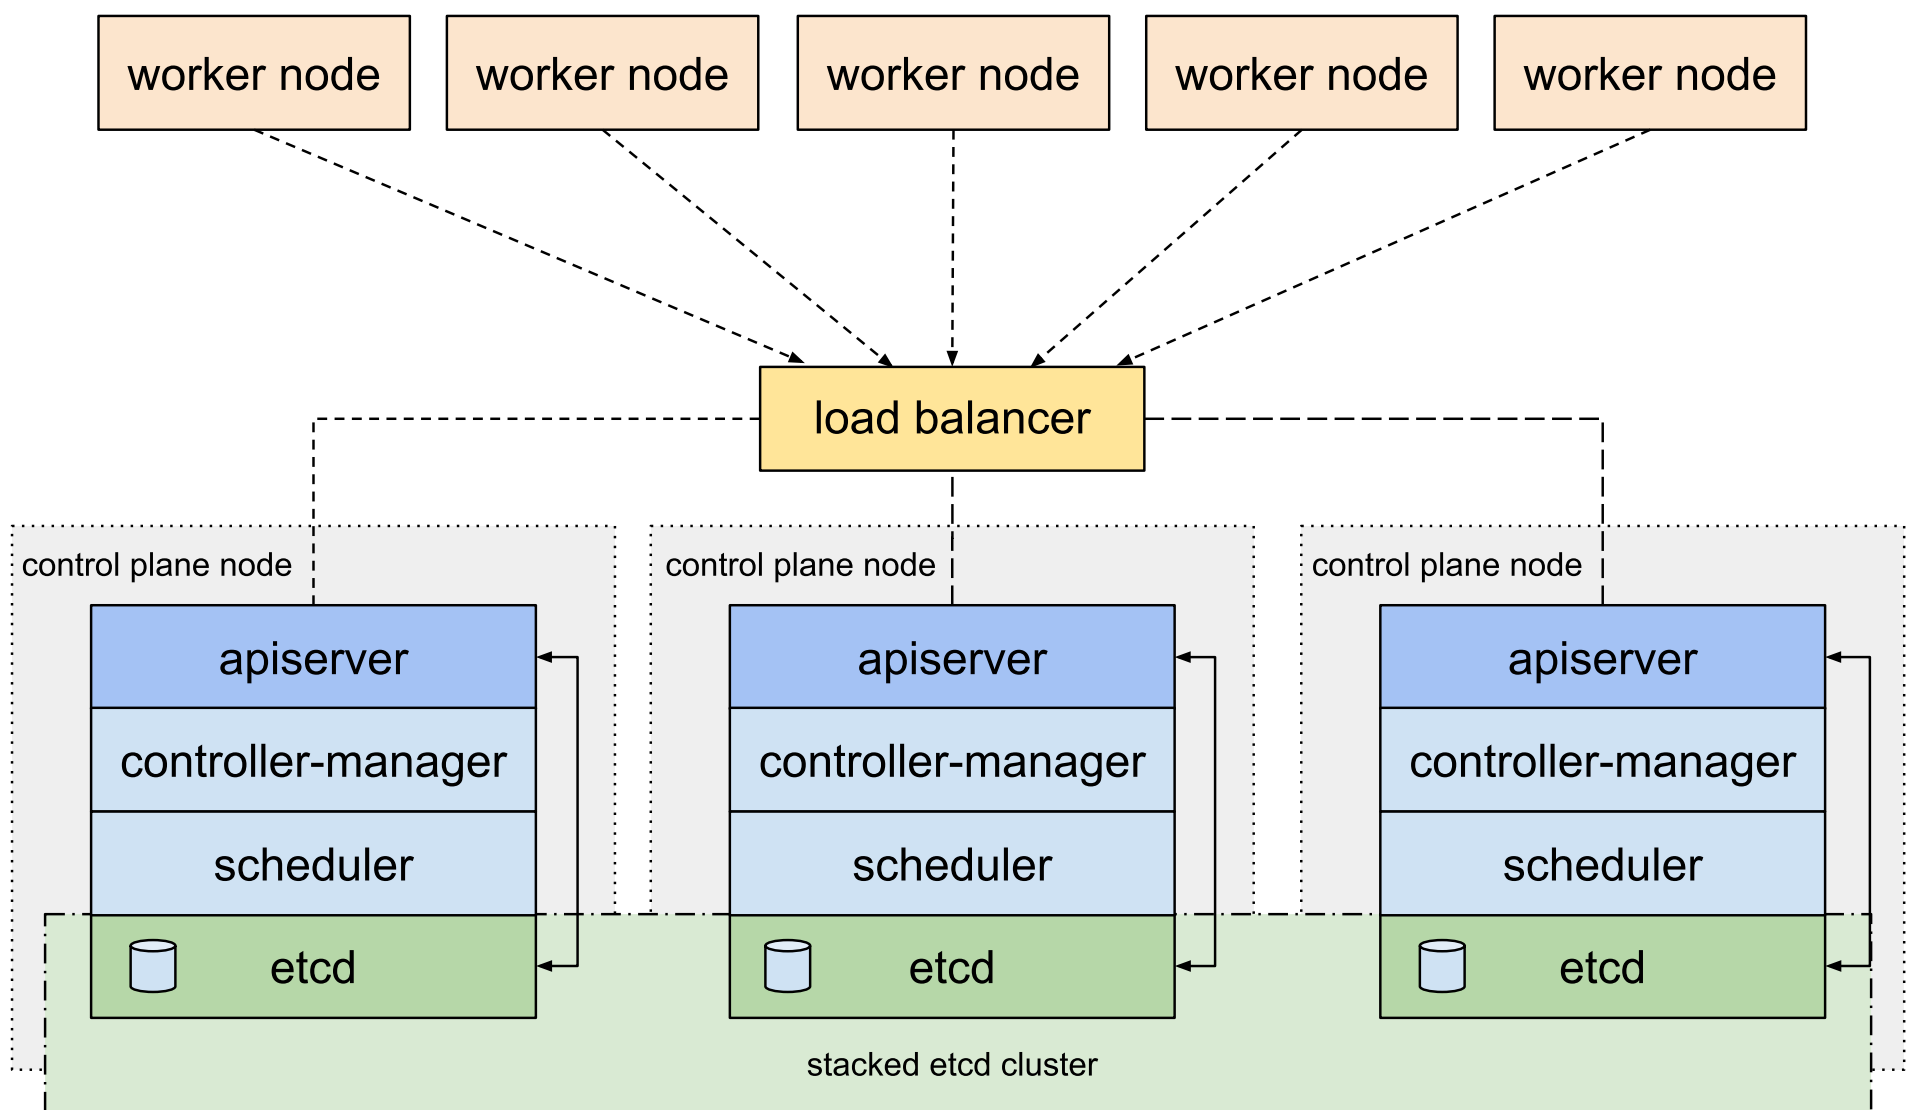 worker node
worker node
worker node
worker node
worker node
load balancer
control plane node
apiserver
controller-manager
scheduler
etcd
control plane node
apiserver
controller-manager
scheduler
etcd
control plane node
apiserver
controller-manager
scheduler
etcd
stacked etcd cluster